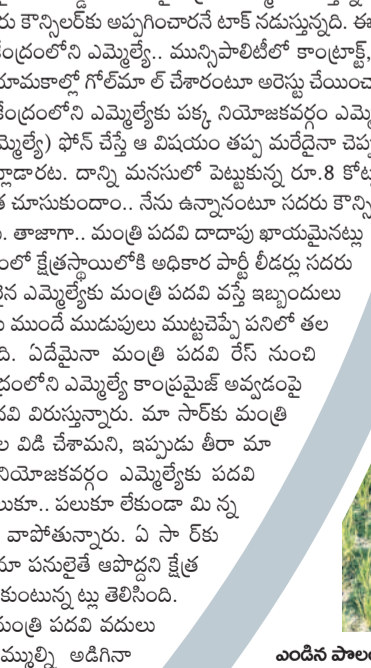 రు కౌన్సిలర్‌కు అప్పగించారనే టాక్ నడుస్తున్నది. ఈ
కేంద్రంలోని ఎమ్మెల్యే.. మున్సిపాలిటీలో కాంట్రాక్ట్,
యామకాల్లో గోల్‌మా ల్ చేశారంటూ అరెస్టు చేయించా
కేంద్రంలోని ఎమ్మెల్యేకు పక్క నియోజకవర్గం ఎమ్మె
మ్మెల్యే) ఫోన్ చేస్తే ఆ విషయం తప్ప మరేదైనా చెప్ప
ల్లాడారట. దాన్ని మనసులో పెట్టుకున్న రూ.8 కోట్ల
త చూసుకుందాం.. నేను ఉన్నానంటూ సదరు కౌన్సి
. తాజాగా.. మంత్రి పదవి దాదాపు ఖాయమైనట్లు
ంలో క్షేత్రస్థాయిలోకి అధికార పార్టీ లీడర్లు సదరు
లైన ఎమ్మెల్యేకు మంత్రి పదవి వస్తే ఇబ్బందులు
ు ముందే ముడుపులు ముట్టచెప్పే పనిలో తల
ది. ఏదేమైనా మంత్రి పదవి రేస్ నుంచి
ద్రంలోని ఎమ్మెల్యే కాంప్రమైజ్ అవ్వడంపై
దవి విరుస్తున్నారు. మా సార్‌కు మంత్రి
ల విడి చేశామని, ఇప్పుడు తీరా మా
నియోజకవర్గం ఎమ్మెల్యేకు పదవి
లుకూ.. పలుకూ లేకుండా మి న్న
వాపోతున్నారు. ఏ సా ర్‌కు
మా పనులైతే ఆపొద్దని క్షేత్ర
కుంటున్న ట్లు తెలిసింది.
మంత్రి పదవి వదులు
మ్ముల్ని అడిగినా
ఎండిన పొలం